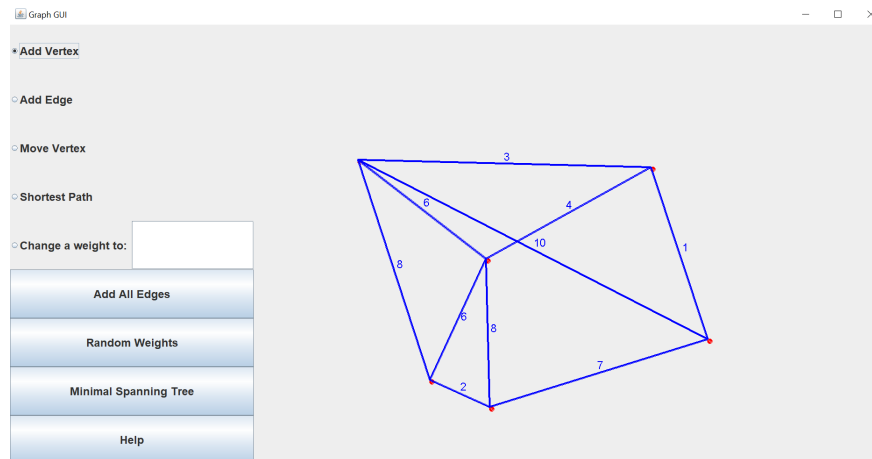 Graph GUI
Add Vertex
Add Edge
Move Vertex
Shortest Path
Change a weight to:
Add All Edges
Random Weights
Minimal Spanning Tree
Help
3
6
4
10
8
1
6
8
7
2